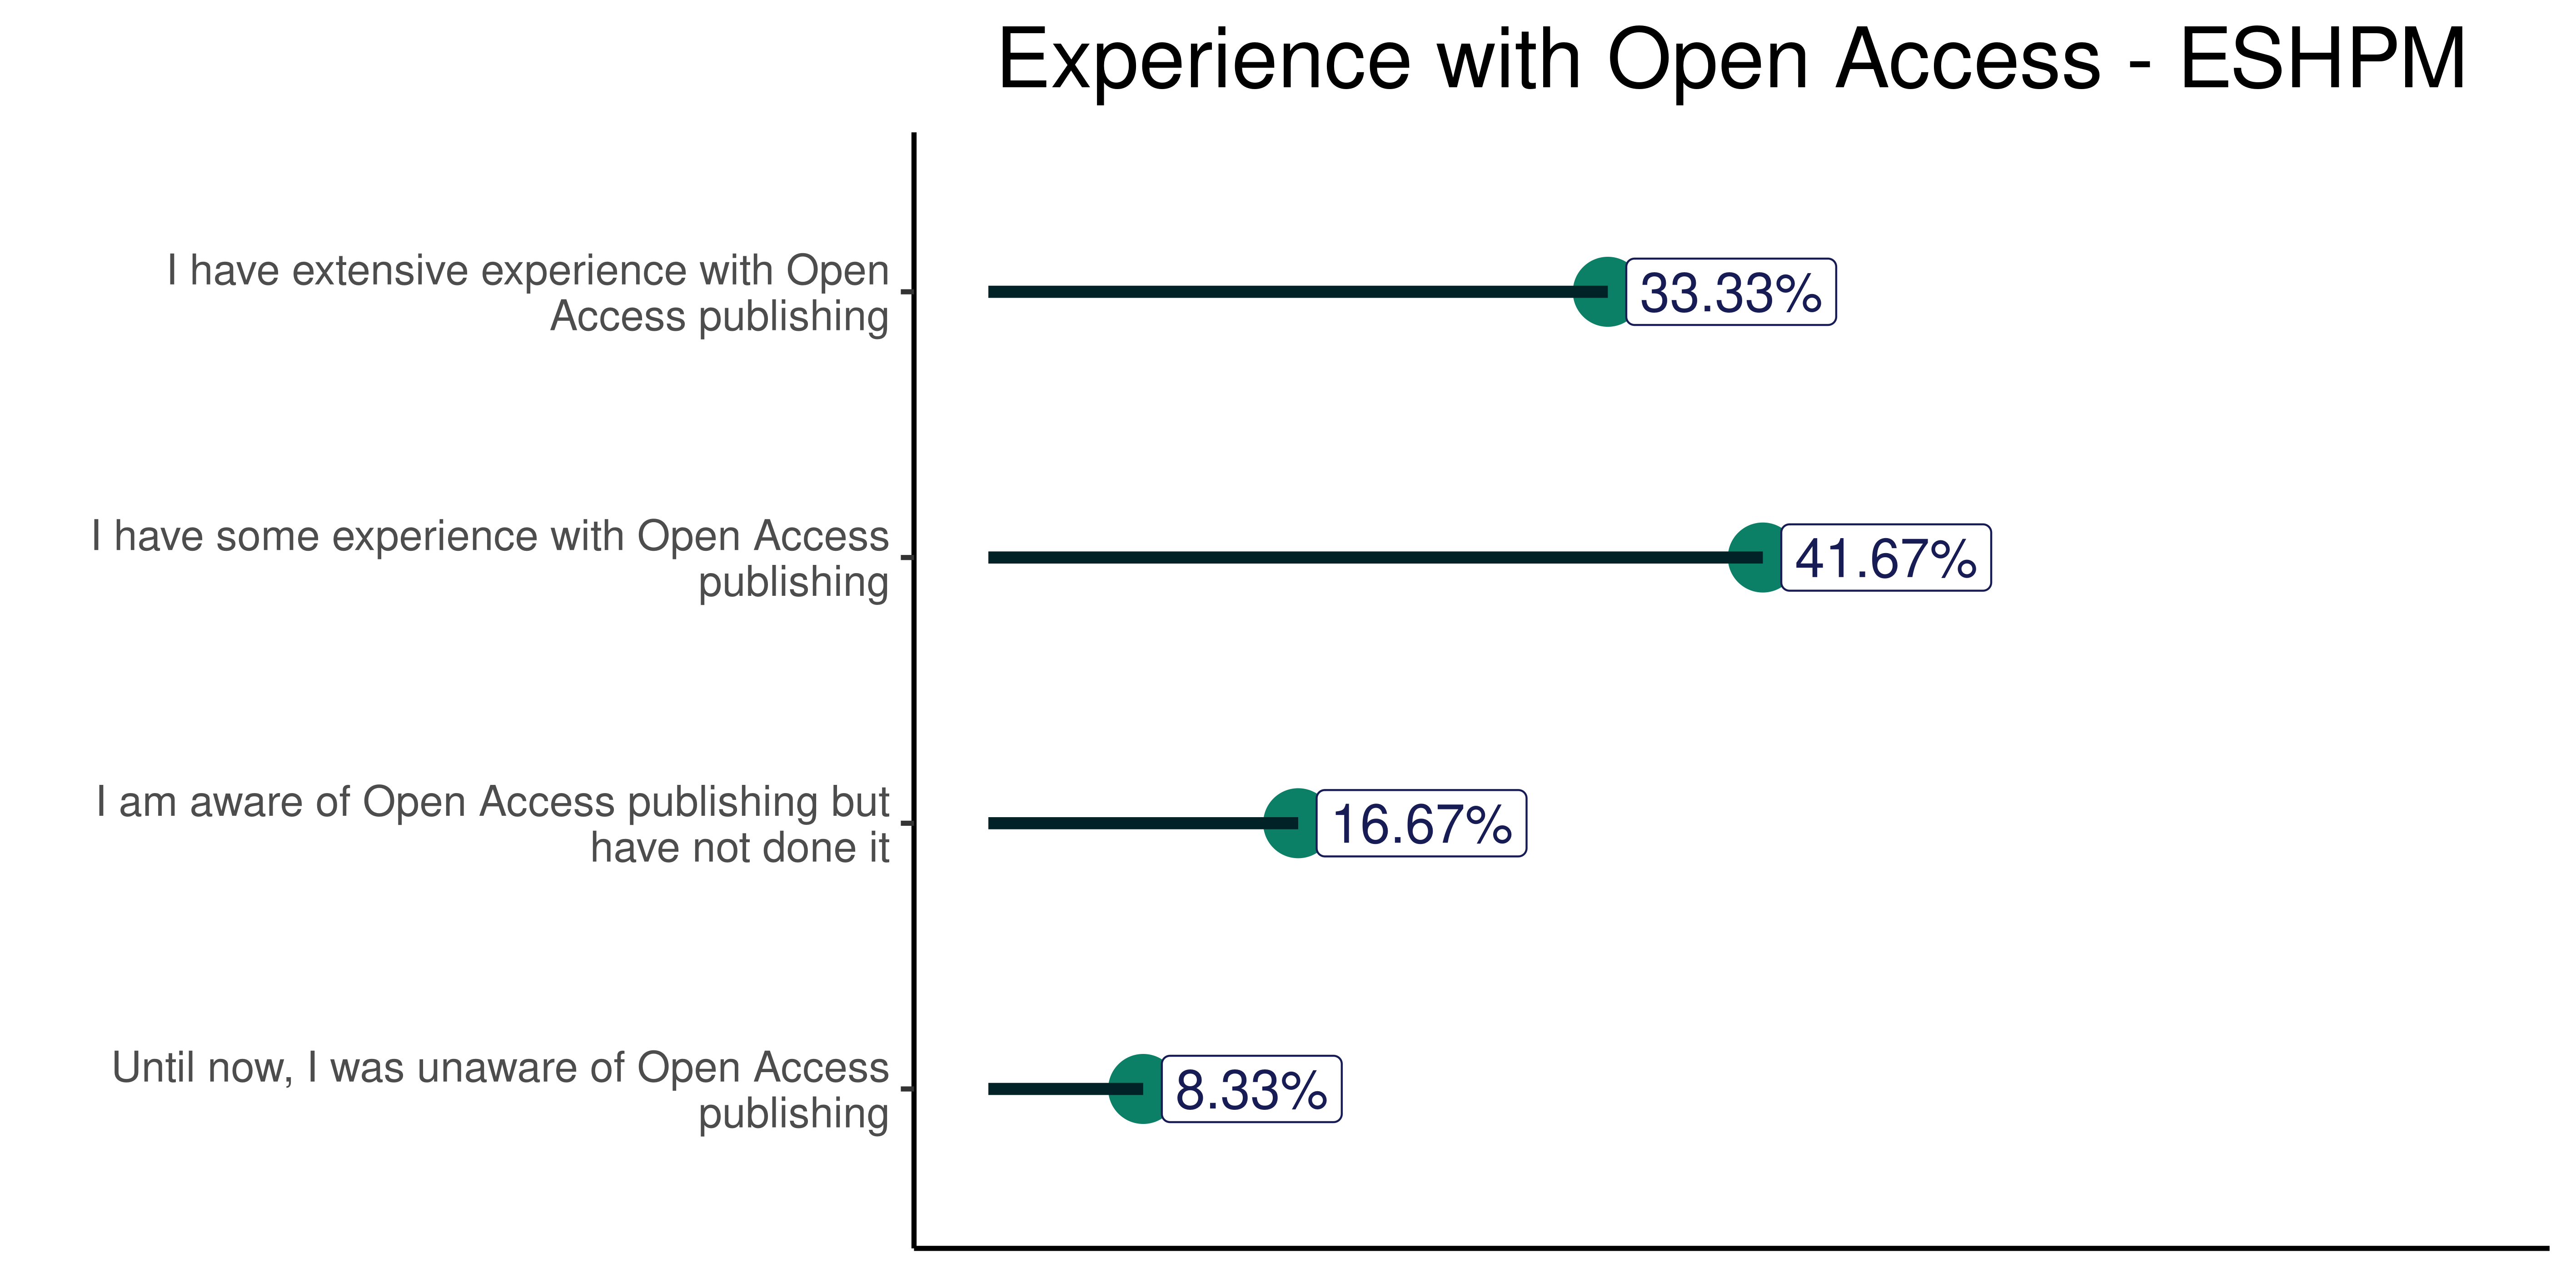 Experience with Open Access - ESHPM
I have extensive experience with Open
Access publishing
33.33%
I have some experience with Open Access
publishing
41.67%
I am aware of Open Access publishing but
have not done it
16.67%
Until now, I was unaware of Open Access
publishing
8.33%